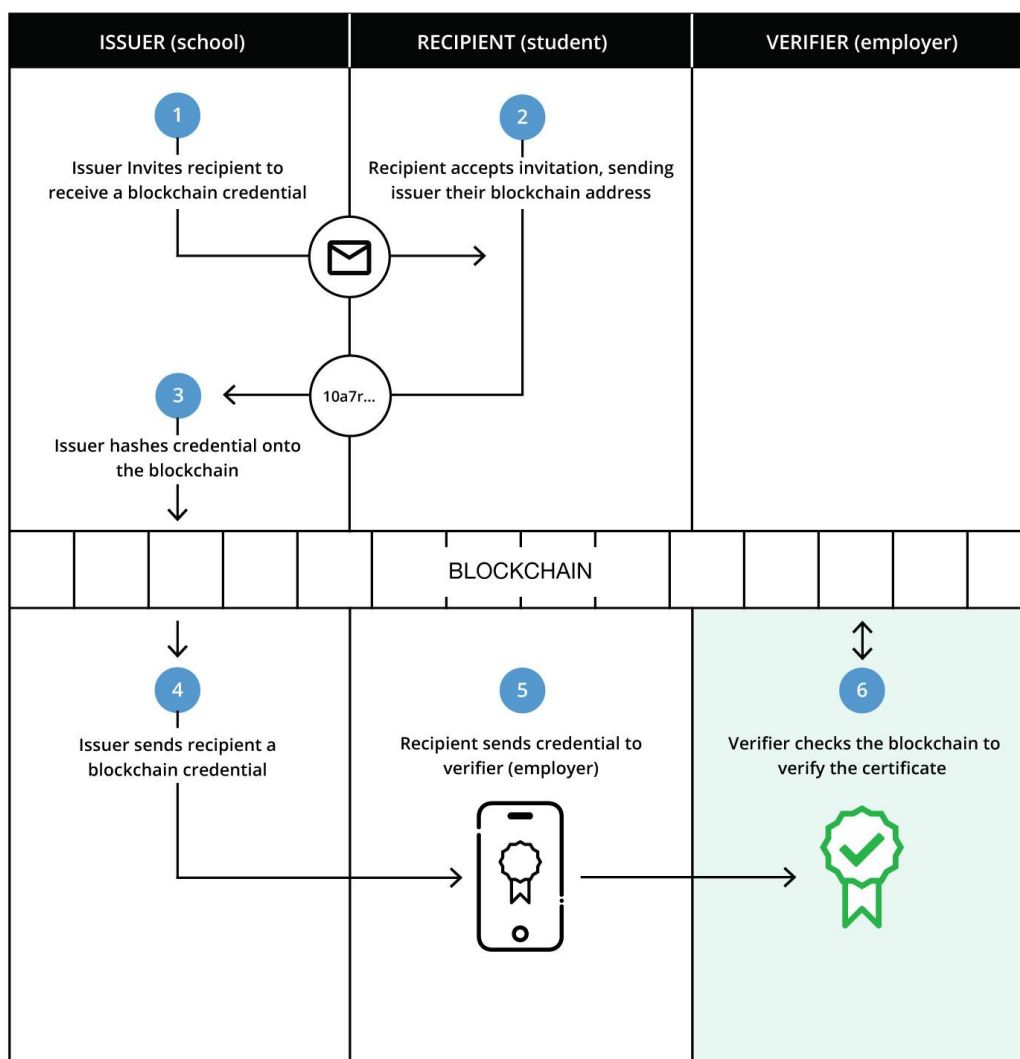 ISSUER (school)
RECIPIENT (student)
VERIFIER (employer)
1
Issuer Invites recipient to
receive a blockchain credential
2
Recipient accepts invitation, sending
issuer their blockchain address
10a7r...
3
Issuer hashes credential onto
the blockchain
BLOCKCHAIN
4
Issuer sends recipient a
blockchain credential
5
Recipient sends credential to
verifier (employer)
6
Verifier checks the blockchain to
verify the certificate